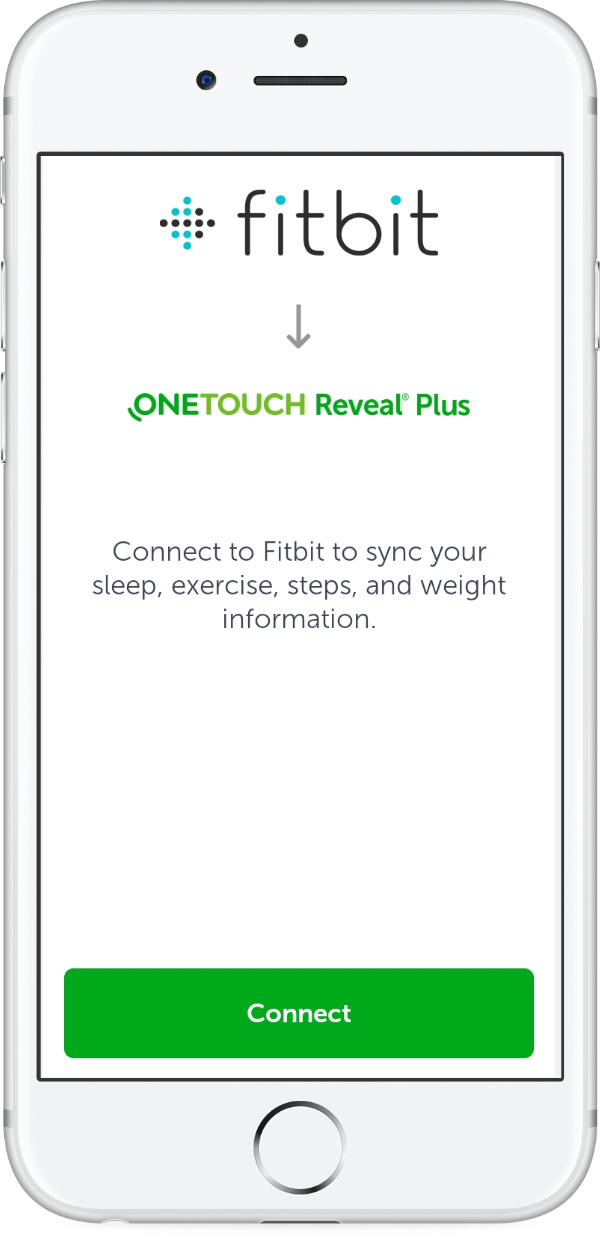 fitbit
ONETOUCH Reveal® Plus
Connect to Fitbit to sync your
sleep, exercise, steps, and weight
information.
Connect